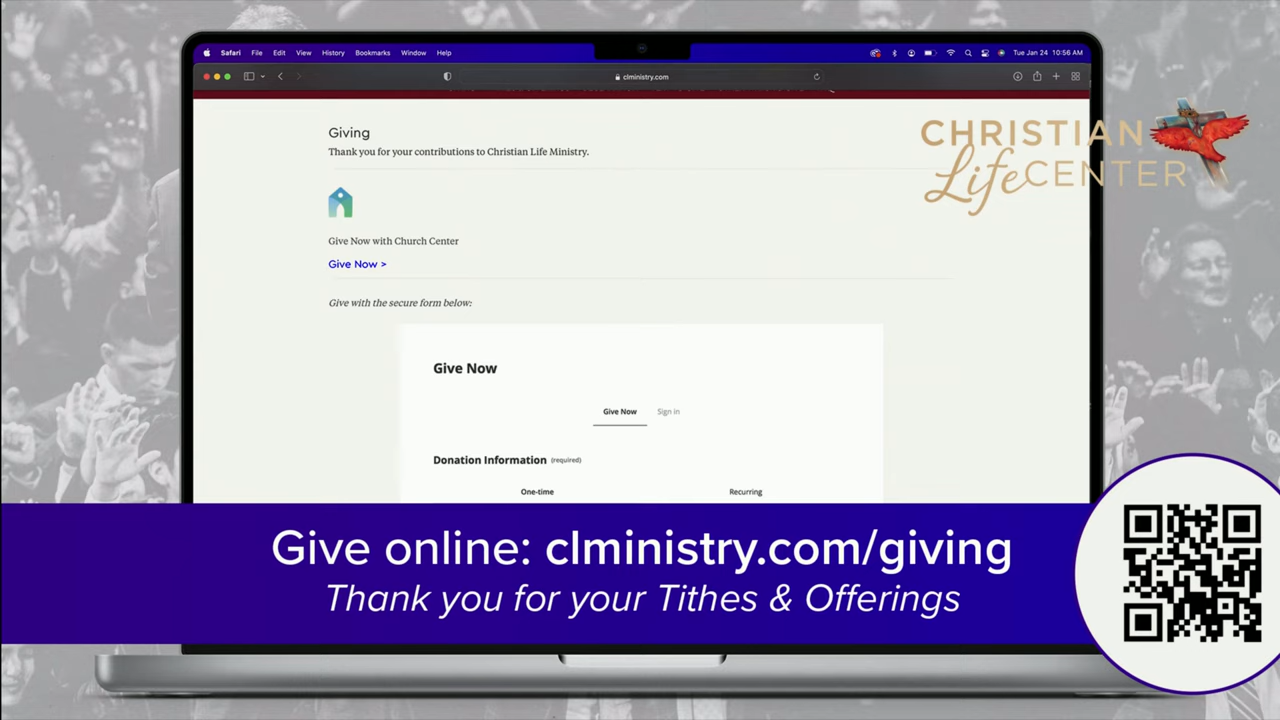 Safari File Edit View History Bookmarks Window Help
Tue Jan 24 10:56 AM
clministry.com
Giving
Thank you for your contributions to Christian Life Ministry.
CHRISTIAN
Life CENTER
Give Now with Church Center
Give Now >
Give with the secure form below:
Give Now
Give Now Sign in
Donation Information (required)
One-time Recurring
Give online: clministry.com/giving
Thank you for your Tithes & Offerings